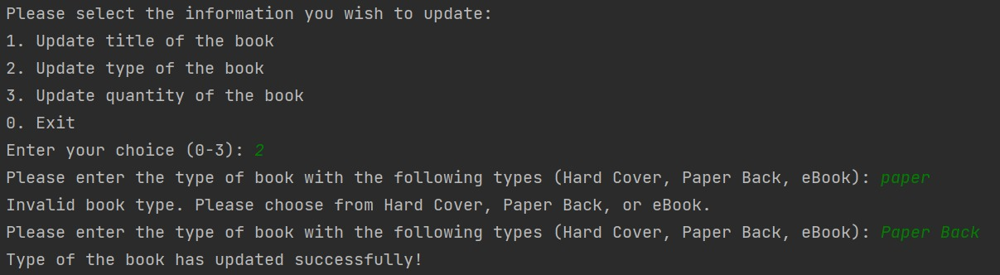 Please select the information you wish to update:
1. Update title of the book
2. Update type of the book
3. Update quantity of the book
0. Exit
Enter your choice (0-3): 2
Please enter the type of book with the following types (Hard Cover, Paper Back, eBook): paper
Invalid book type. Please choose from Hard Cover, Paper Back, or eBook.
Please enter the type of book with the following types (Hard Cover, Paper Back, eBook): Paper Back
Type of the book has updated successfully!